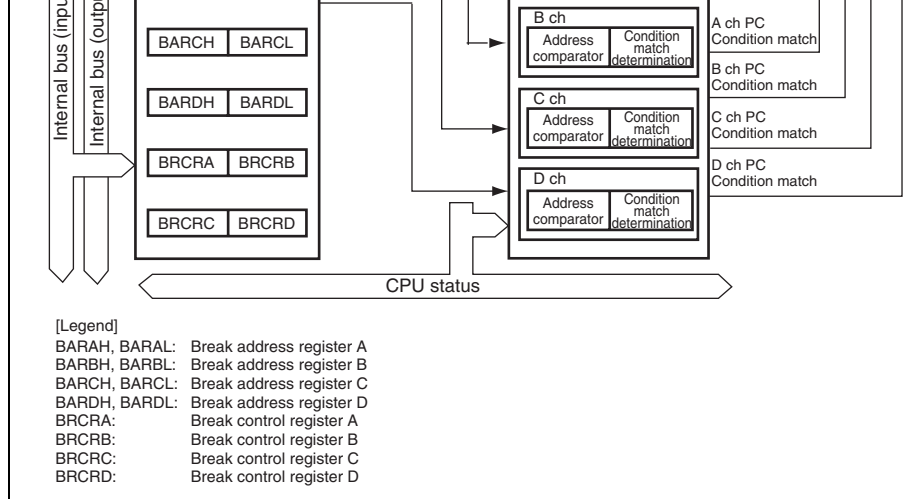 Internal bus (inpu
Internal bus (outpu
BARCH BARCL
BARDH BARDL
BRCRA BRCRB
BRCRC BRCRD
B ch
Address
comparator
Condition
match
determination
C ch
Address
comparator
Condition
match
determination
D ch
Address
comparator
Condition
match
determination
A ch PC
Condition match
B ch PC
Condition match
C ch PC
Condition match
D ch PC
Condition match
CPU status
[Legend]
BARAH, BARAL: Break address register A
BARBH, BARBL: Break address register B
BARCH, BARCL: Break address register C
BARDH, BARDL: Break address register D
BRCRA: Break control register A
BRCRB: Break control register B
BRCRC: Break control register C
BRCRD: Break control register D